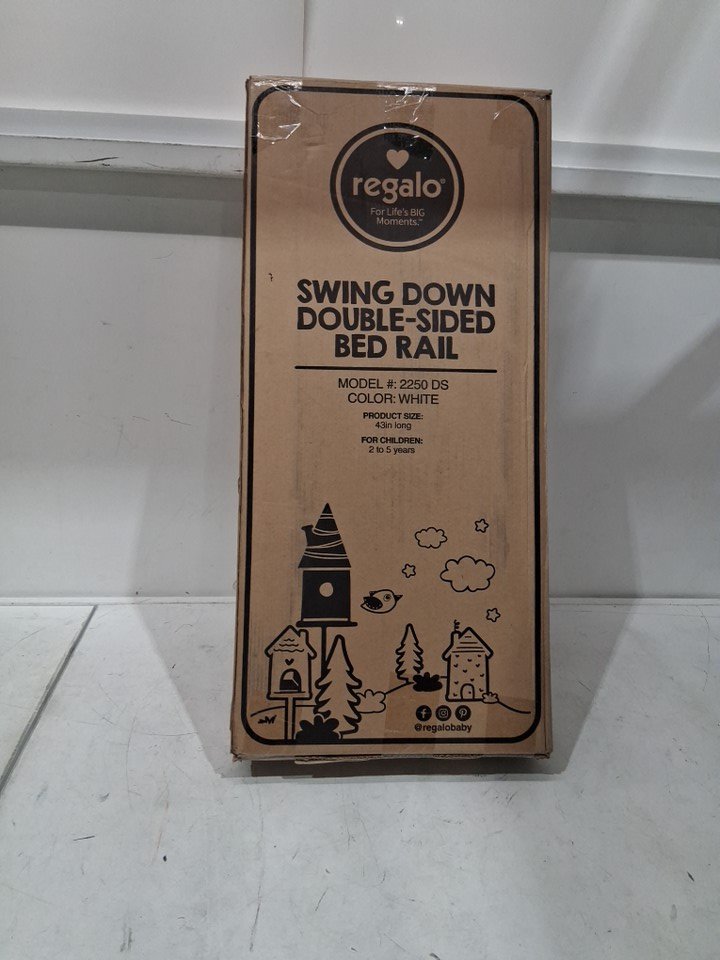 regalo®
For Life's BIG
Moments.™
SWING DOWN
DOUBLE-SIDED
BED RAIL
MODEL #: 2250 DS
COLOR: WHITE
PRODUCT SIZE:
43in long
FOR CHILDREN:
2 to 5 years
@regalobaby